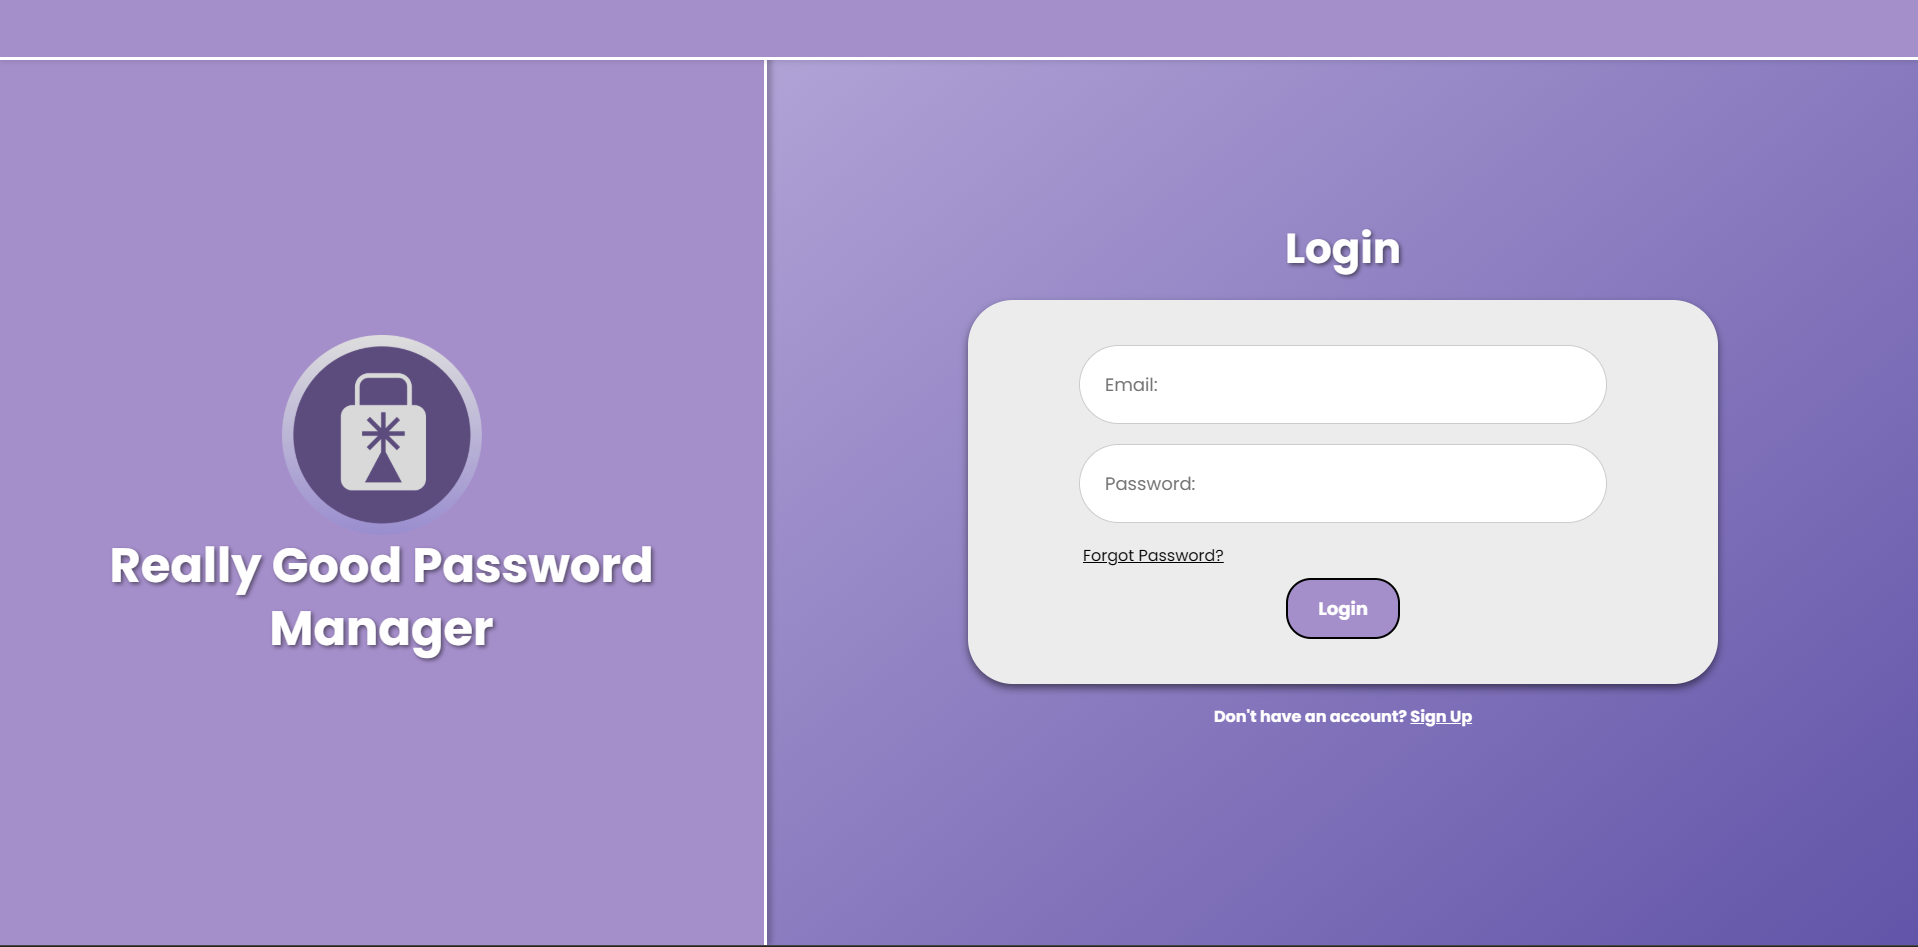 Really Good Password
Manager
Login
Email:
Password:
Forgot Password?
Login
Don't have an account? Sign Up